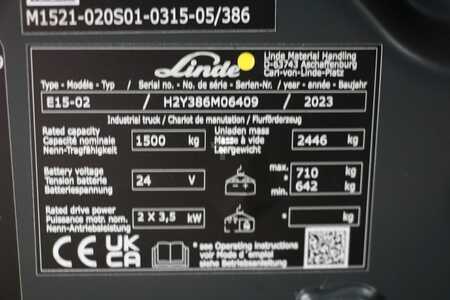 M1521-020S01-0315-05/386
Linde
Linde Material Handling
D-63743 Aschaffenburg
Carl-von-Linde-Platz
Type - Modèle - Typ / Serial no. - No. de série - Serien-Nr. / year - année - Baujahr
E15-02 / H2Y386M06409 / 2023
Industrial truck / Chariot de manutation / Flurförderzeug
Rated capacity
Capacité nominale 1500 kg
Nenn-Tragfähigkeit
Unladen mass
Masse à vide 2446 kg
Leergewicht
Battery voltage
Tension batterie 24 V
Batteriespannung
max. 710 kg
min. 642 kg
Rated drive power
Puissance motr. nom. 2 X 3,5 kW
Nenn-Antriebsleistung
* kg
CE UK CA
* see Operating instructions
voir Mode d'emploi
siehe Betriebsanleitung